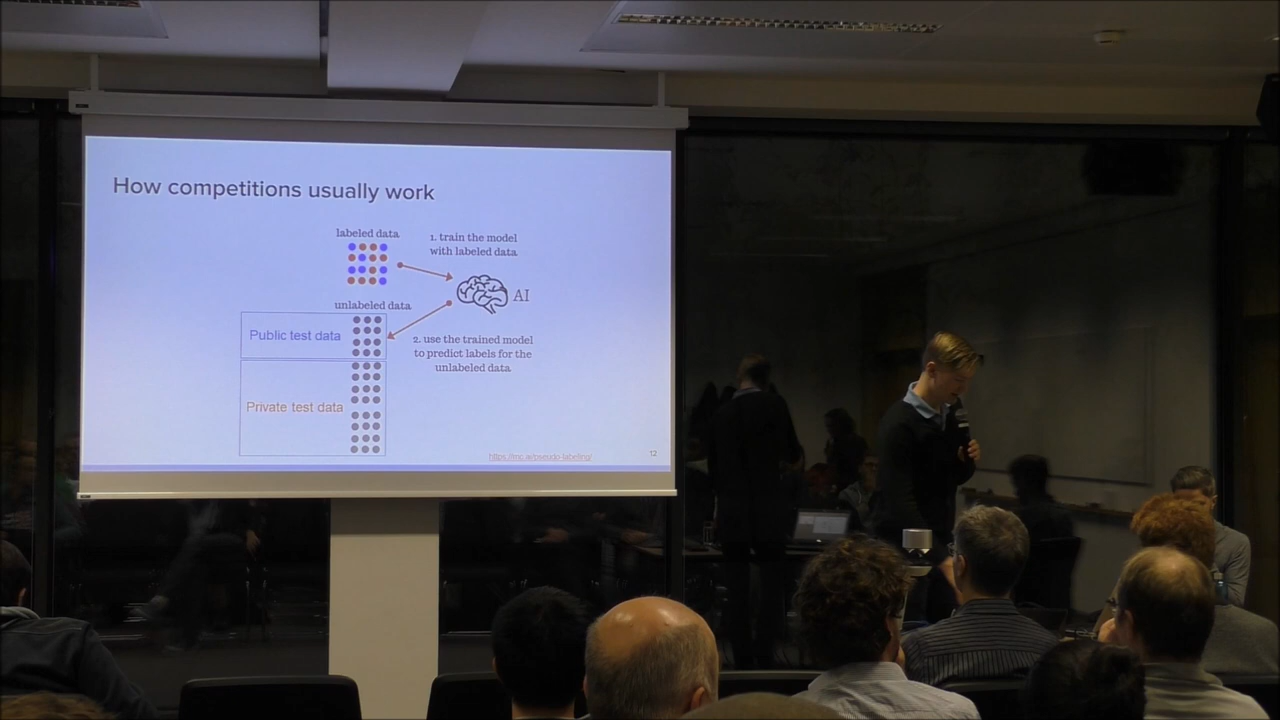 How competitions usually work
labeled data
1. train the model
with labeled data
AI
unlabeled data
Public test data
2. use the trained model
to predict labels for the
unlabeled data
Private test data
https://mc.ai/pseudo-labeling/
12